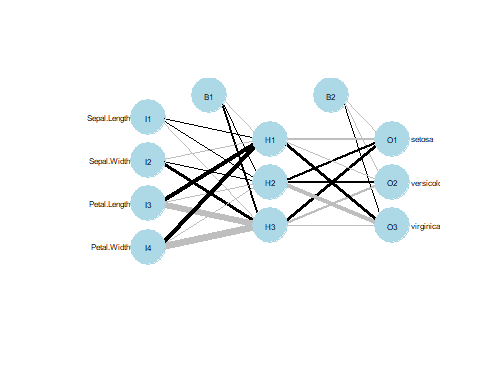 B1
B2
Sepal.Length
I1
H1
O1
setosa
Sepal.Width
I2
H2
O2
versicolo
Petal.Length
I3
H3
O3
virginica
Petal.Width
I4